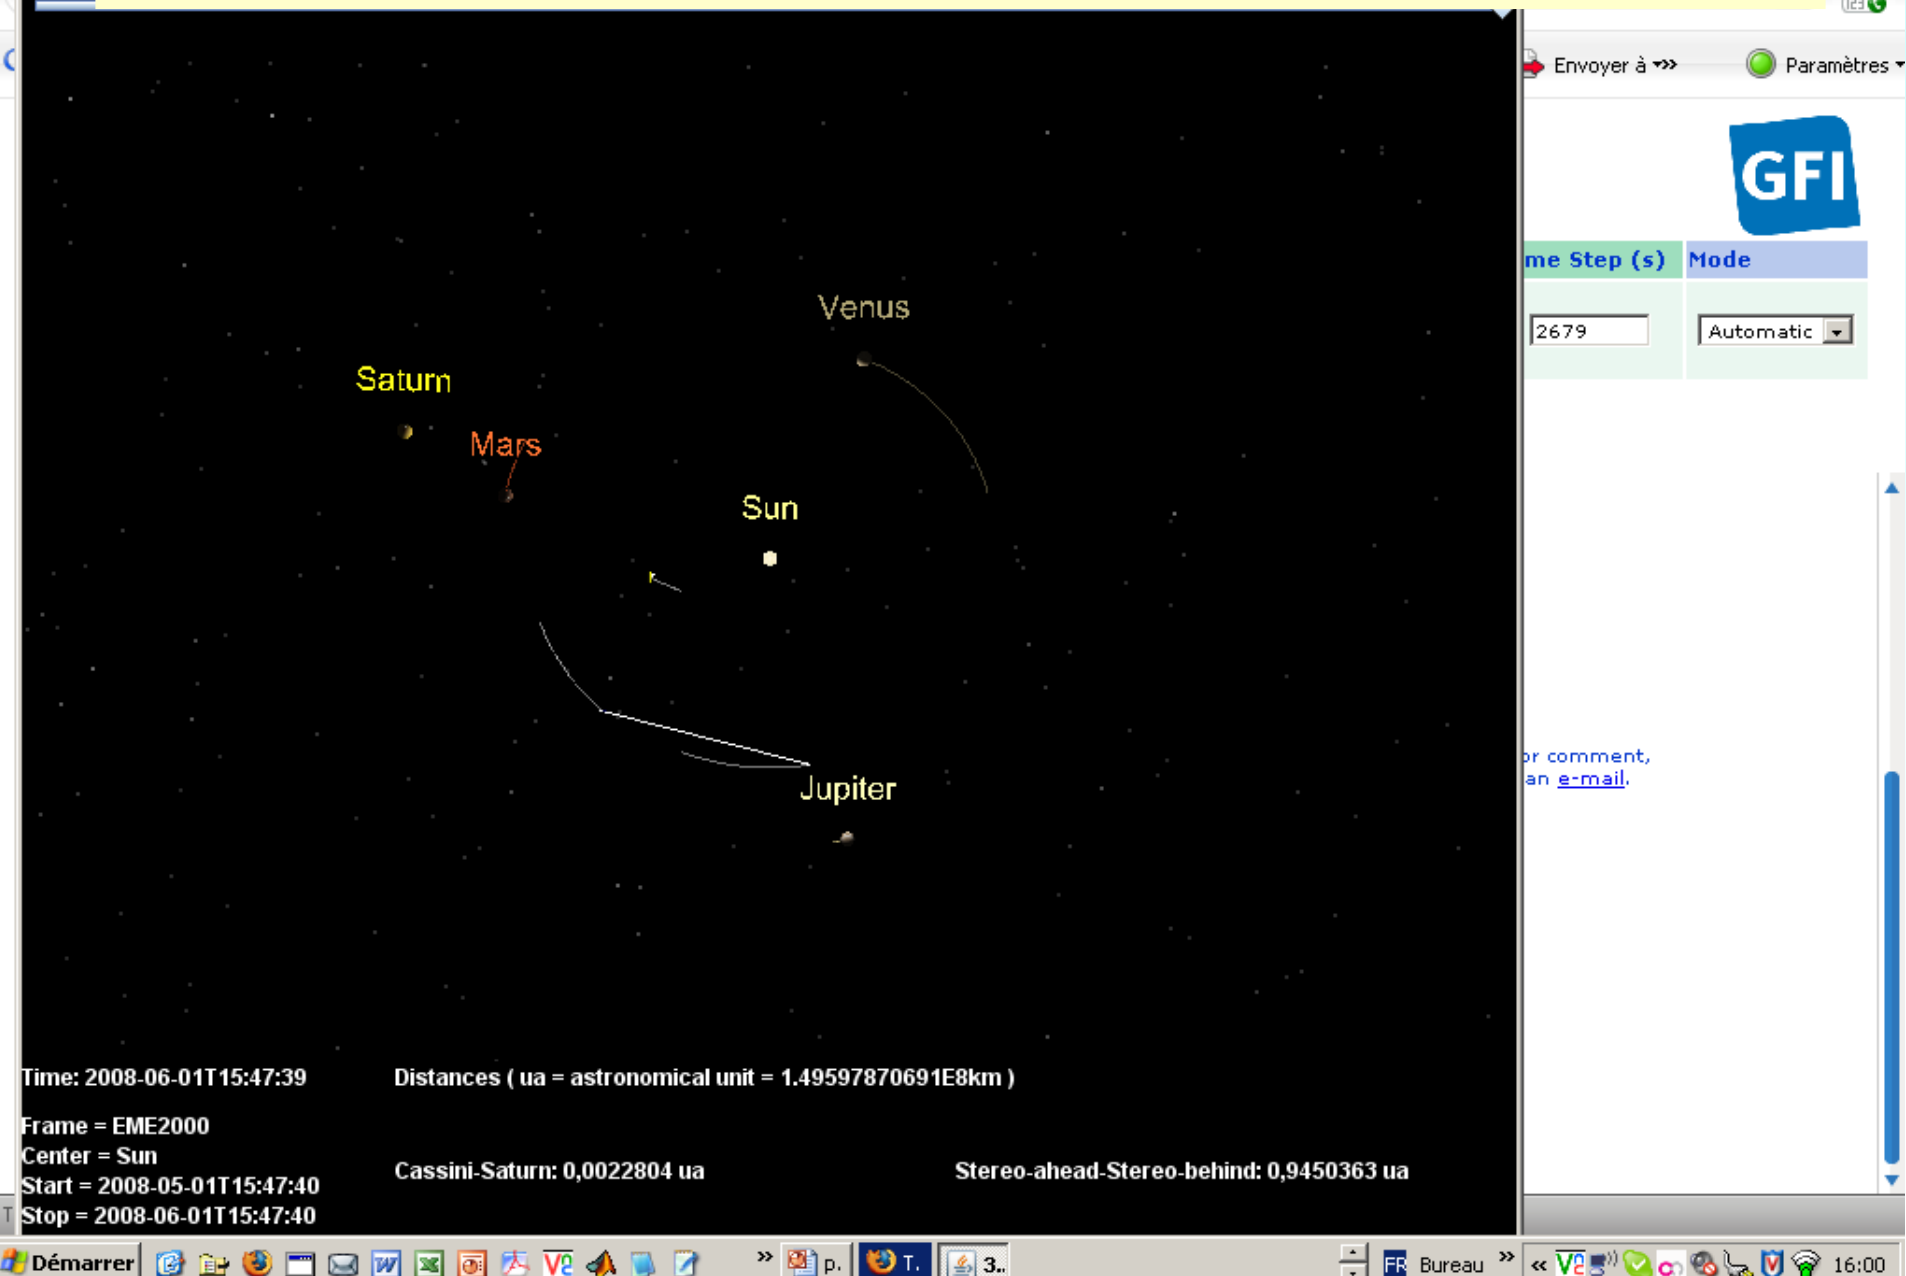 123
Envoyer à
Paramètres
GFI
me Step (s) Mode
Venus
2679
Automatic
Saturn
Mars
Sun
or comment,
an e-mail.
Jupiter
Time: 2008-06-01T15:47:39 Distances ( ua = astronomical unit = 1.49597870691E8km )
Frame = EME2000
Center = Sun
Cassini-Saturn: 0,0022804 ua Stereo-ahead-Stereo-behind: 0,9450363 ua
Start = 2008-05-01T15:47:40
T Stop = 2008-06-01T15:47:40
Démarrer » p. T. 3.. FR Bureau » « 16:00